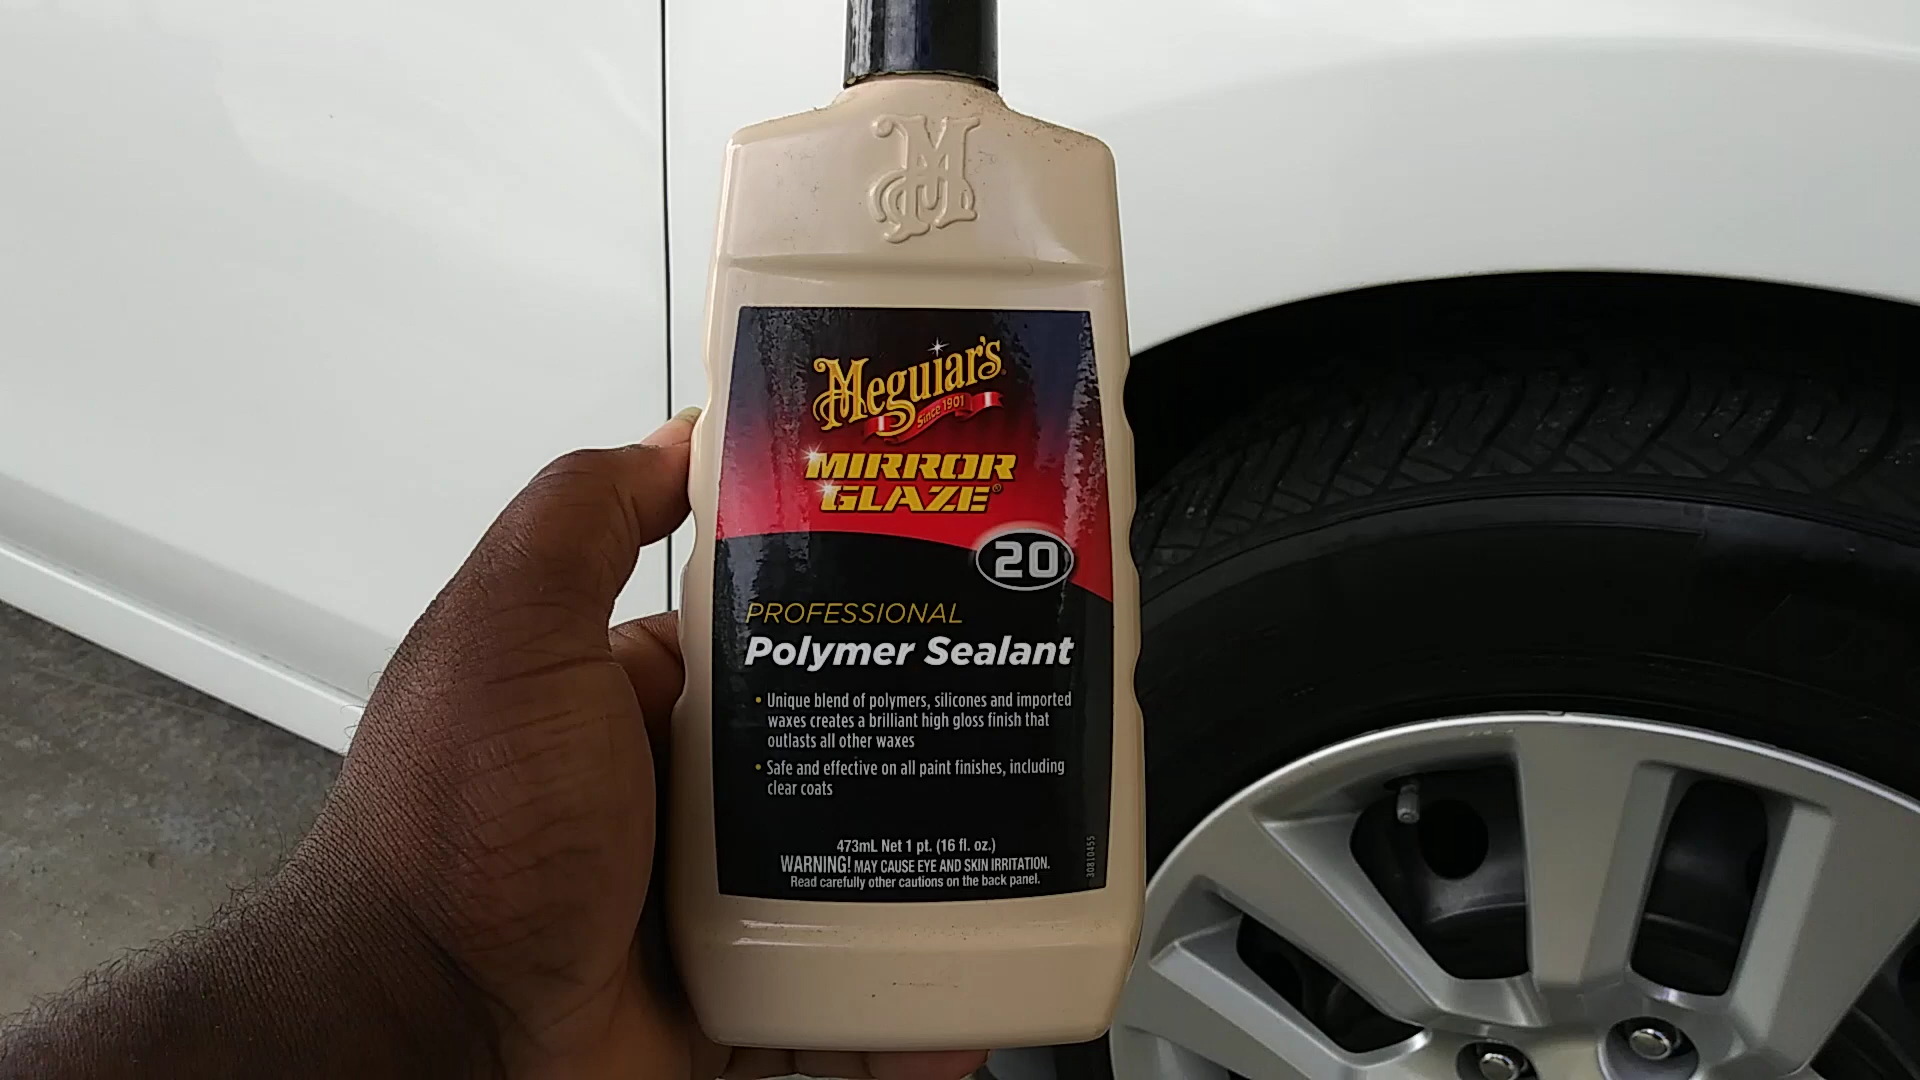 M
Meguiar's
Since 1901
MIRROR
GLAZE®
20
PROFESSIONAL
Polymer Sealant
• Unique blend of polymers, silicones and imported
waxes creates a brilliant high gloss finish that
outlasts all other waxes
• Safe and effective on all paint finishes, including
clear coats
473mL Net 1 pt. (16 fl. oz.)
WARNING! MAY CAUSE EYE AND SKIN IRRITATION.
Read carefully other cautions on the back panel.
30810455